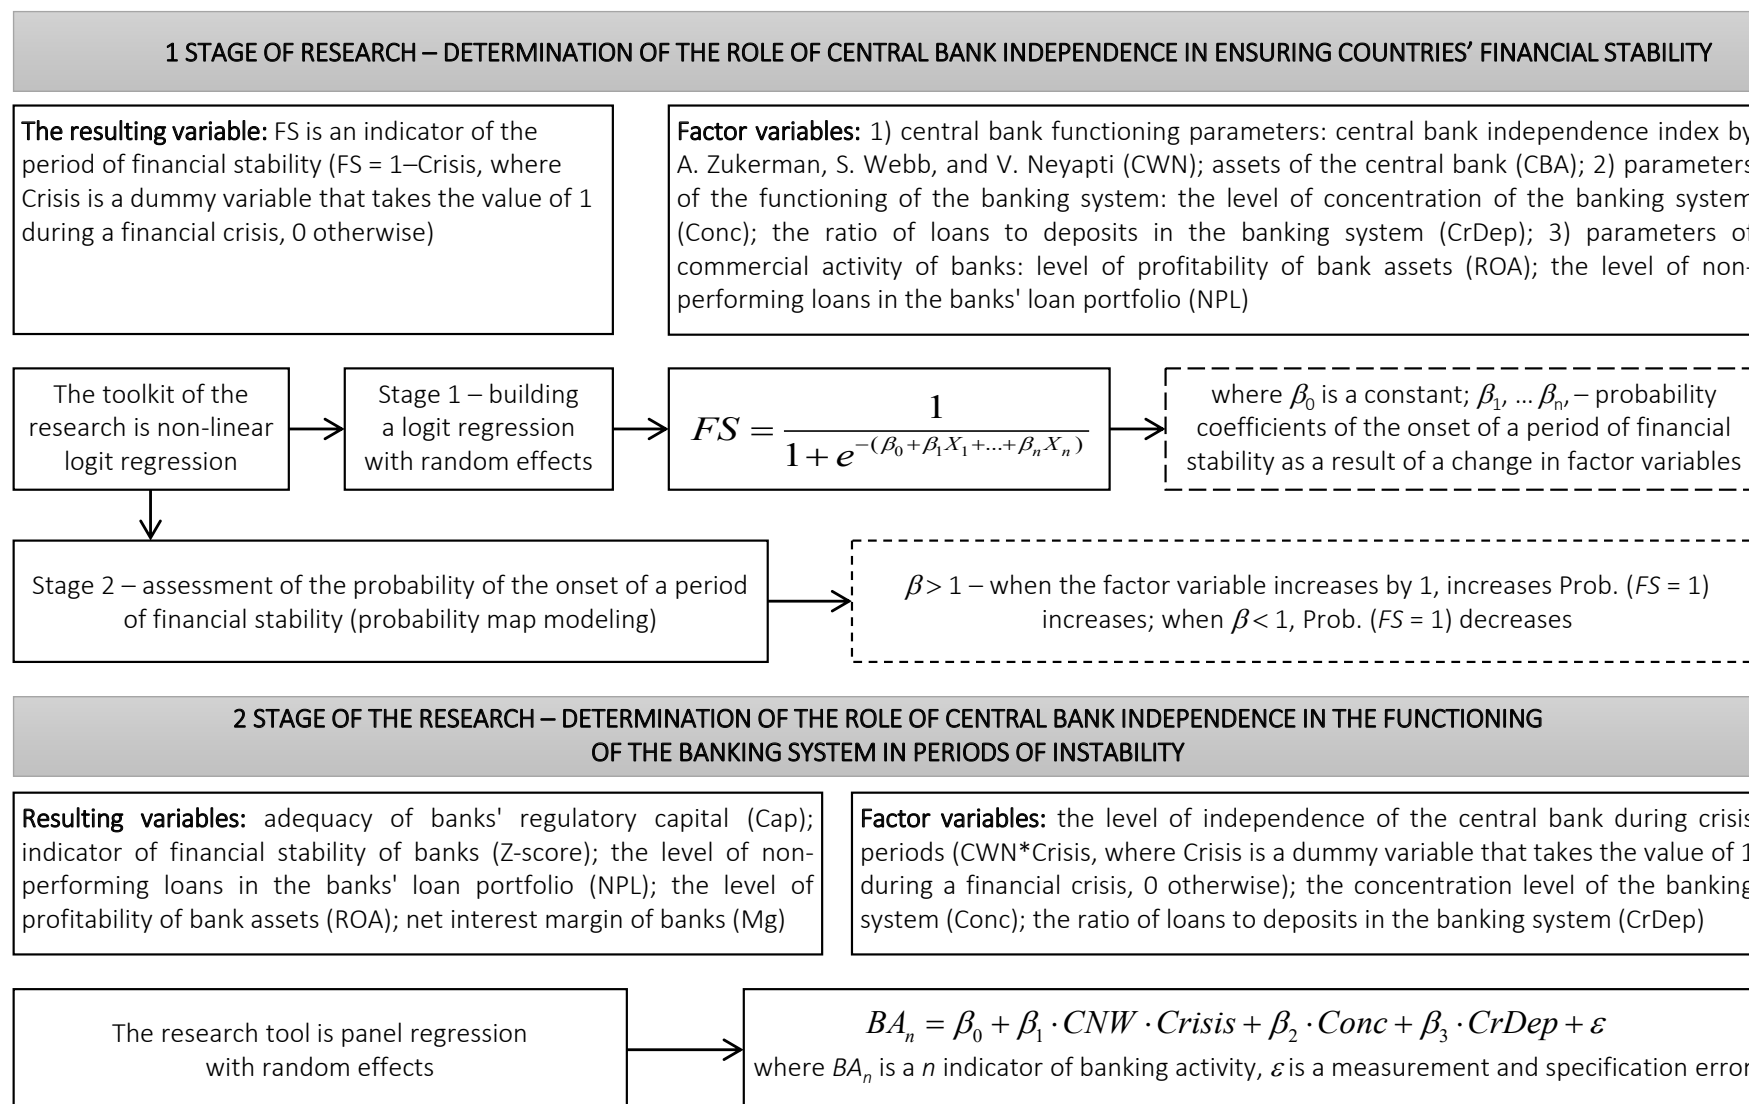 1 STAGE OF RESEARCH – DETERMINATION OF THE ROLE OF CENTRAL BANK INDEPENDENCE IN ENSURING COUNTRIES' FINANCIAL STABILITY
The resulting variable: FS is an indicator of the
period of financial stability (FS = 1–Crisis, where
Crisis is a dummy variable that takes the value of 1
during a financial crisis, 0 otherwise)
Factor variables: 1) central bank functioning parameters: central bank independence index by
A. Zukerman, S. Webb, and V. Neyapti (CWN); assets of the central bank (CBA); 2) parameters
of the functioning of the banking system: the level of concentration of the banking system
(Conc); the ratio of loans to deposits in the banking system (CrDep); 3) parameters of
commercial activity of banks: level of profitability of bank assets (ROA); the level of non-
performing loans in the banks' loan portfolio (NPL)
The toolkit of the
research is non-linear
logit regression
Stage 1 – building
a logit regression
with random effects
FS = 1 / (1 + e^{-(β_0+β_1X_1+...+β_nX_n)})
where β_0 is a constant; β_1, ... β_n, – probability
coefficients of the onset of a period of financial
stability as a result of a change in factor variables
Stage 2 – assessment of the probability of the onset of a period
of financial stability (probability map modeling)
β > 1 – when the factor variable increases by 1, increases Prob. (FS = 1)
increases; when β < 1, Prob. (FS = 1) decreases
2 STAGE OF THE RESEARCH – DETERMINATION OF THE ROLE OF CENTRAL BANK INDEPENDENCE IN THE FUNCTIONING
OF THE BANKING SYSTEM IN PERIODS OF INSTABILITY
Resulting variables: adequacy of banks' regulatory capital (Cap);
indicator of financial stability of banks (Z-score); the level of non-
performing loans in the banks' loan portfolio (NPL); the level of
profitability of bank assets (ROA); net interest margin of banks (Mg)
Factor variables: the level of independence of the central bank during crisis
periods (CWN*Crisis, where Crisis is a dummy variable that takes the value of 1
during a financial crisis, 0 otherwise); the concentration level of the banking
system (Conc); the ratio of loans to deposits in the banking system (CrDep)
The research tool is panel regression
with random effects
BA_n = β_0 + β_1 · CNW · Crisis + β_2 · Conc + β_3 · CrDep + ε
where BA_n is a n indicator of banking activity, ε is a measurement and specification error